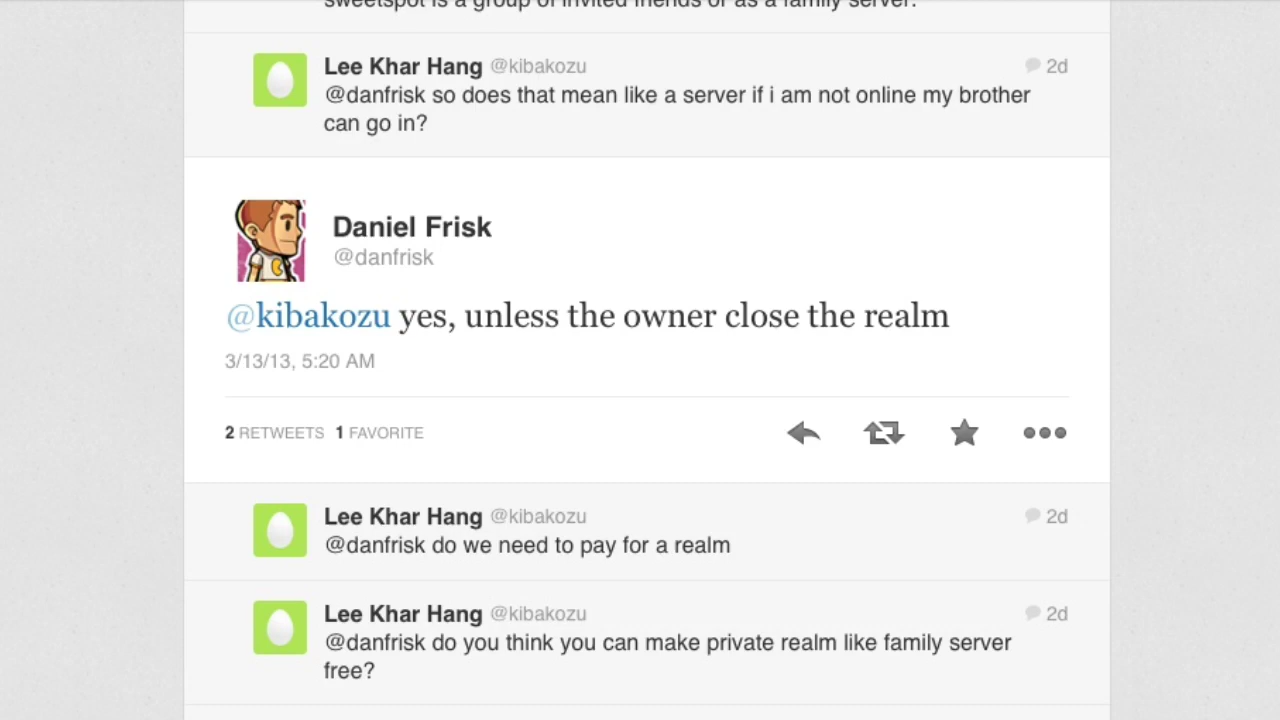 sweetspot is a group of invited friends or as a family server.
Lee Khar Hang @kibakozu 2d
@danfrisk so does that mean like a server if i am not online my brother
can go in?
Daniel Frisk
@danfrisk
@kibakozu yes, unless the owner close the realm
3/13/13, 5:20 AM
2 RETWEETS 1 FAVORITE
Lee Khar Hang @kibakozu 2d
@danfrisk do we need to pay for a realm
Lee Khar Hang @kibakozu 2d
@danfrisk do you think you can make private realm like family server
free?